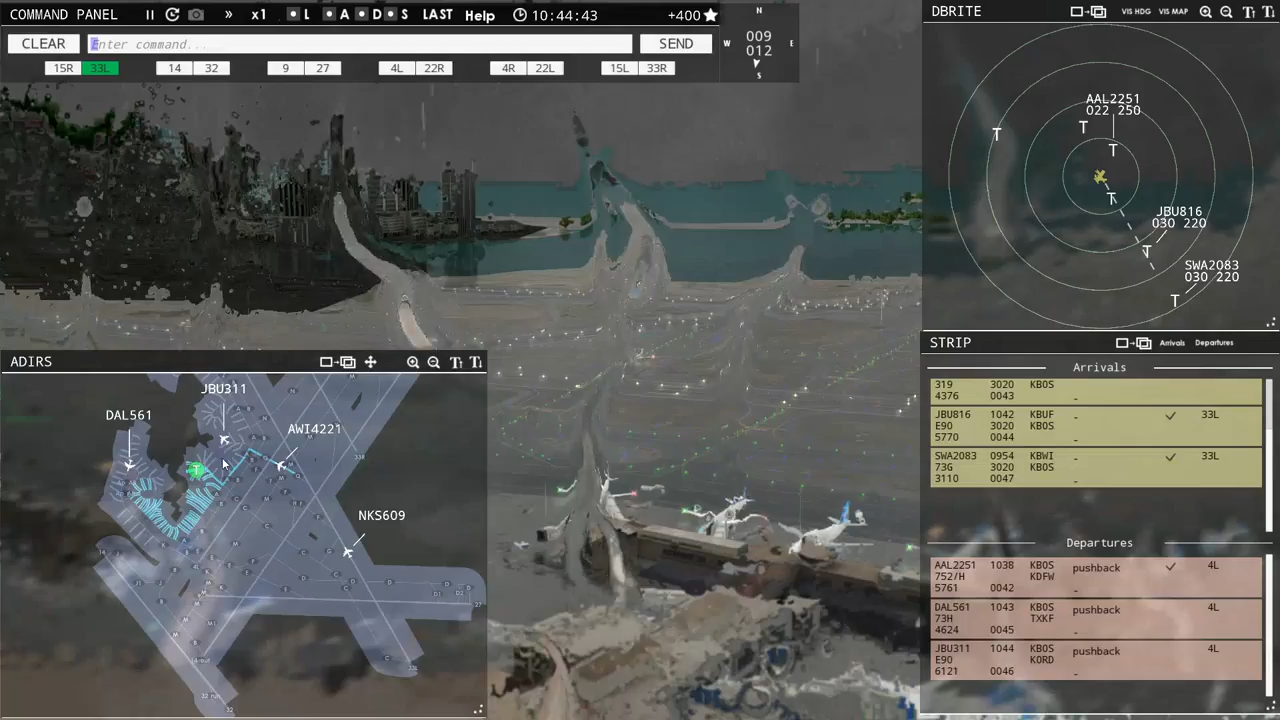 COMMAND PANEL
x1
L
A
D
S
LAST
Help
10:44:43
+400
CLEAR
Enter command...
SEND
15R 33L
14 32
9 27
4L 22R
4R 22L
15L 33R
N
W
E
S
009
012
DBRITE
VIS HDG
VIS MAP
AAL2251
022 250
T
T
T
T
JBU816
030 220
T
SWA2083
030 220
T
ADIRS
JBU311
DAL561
AWI4221
NKS609
T
STRIP
Arrivals
Departures
Arrivals
319 3020 KBOS
4376 0043 -
JBU816 1042 KBUF - 33L
E90 3020 KBOS
5770 0044 -
SWA2083 0954 KBWI - 33L
73G 3020 KBOS
3110 0047 -
Departures
AAL2251 1038 KBOS pushback 4L
752/H KDFW
5761 0042 -
DAL561 1043 KBOS pushback 4L
73H TXKF
4624 0045 -
JBU311 1044 KBOS pushback 4L
E90 KORD
6121 0046 -